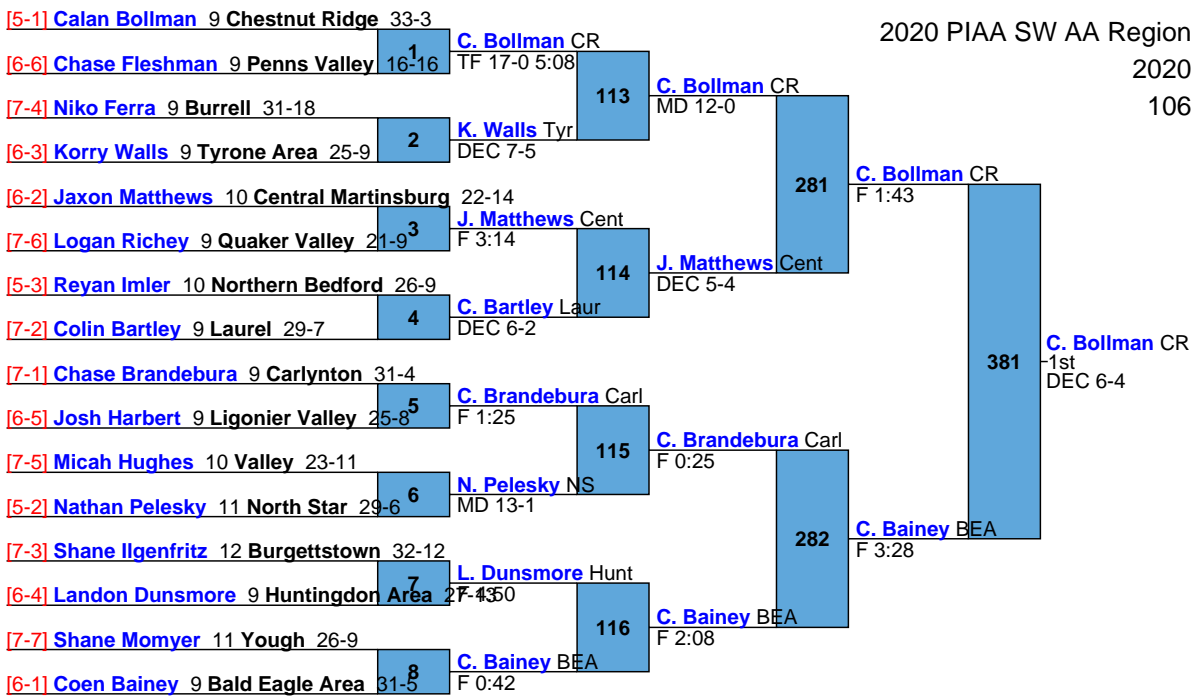 2020 PIAA SW AA Region
2020
106
[5-1] Calan Bollman 9 Chestnut Ridge 33-3
1
[6-6] Chase Fleshman 9 Penns Valley 16-16
C. Bollman CR
TF 17-0 5:08
[7-4] Niko Ferra 9 Burrell 31-18
2
[6-3] Korry Walls 9 Tyrone Area 25-9
K. Walls Tyr
DEC 7-5
113
C. Bollman CR
MD 12-0
[6-2] Jaxon Matthews 10 Central Martinsburg 22-14
3
[7-6] Logan Richey 9 Quaker Valley 21-9
J. Matthews Cent
F 3:14
[5-3] Reyan Imler 10 Northern Bedford 26-9
4
[7-2] Colin Bartley 9 Laurel 29-7
C. Bartley Laur
DEC 6-2
114
J. Matthews Cent
DEC 5-4
281
C. Bollman CR
F 1:43
[7-1] Chase Brandebura 9 Carlynton 31-4
5
[6-5] Josh Harbert 9 Ligonier Valley 25-8
C. Brandebura Carl
F 1:25
[7-5] Micah Hughes 10 Valley 23-11
6
[5-2] Nathan Pelesky 11 North Star 29-6
N. Pelesky NS
MD 13-1
115
C. Brandebura Carl
F 0:25
[7-3] Shane Ilgenfritz 12 Burgettstown 32-12
7
[6-4] Landon Dunsmore 9 Huntingdon Area 27-13
L. Dunsmore Hunt
F 4:50
[7-7] Shane Momyer 11 Yough 26-9
8
[6-1] Coen Bainey 9 Bald Eagle Area 31-5
C. Bainey BEA
F 0:42
116
C. Bainey BEA
F 2:08
282
C. Bainey BEA
F 3:28
381
C. Bollman CR
1st
DEC 6-4